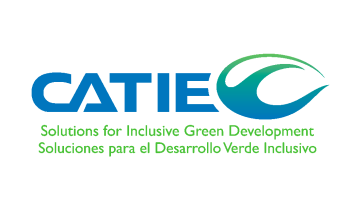 CATIE
Solutions for Inclusive Green Development
Soluciones para el Desarrollo Verde Inclusivo